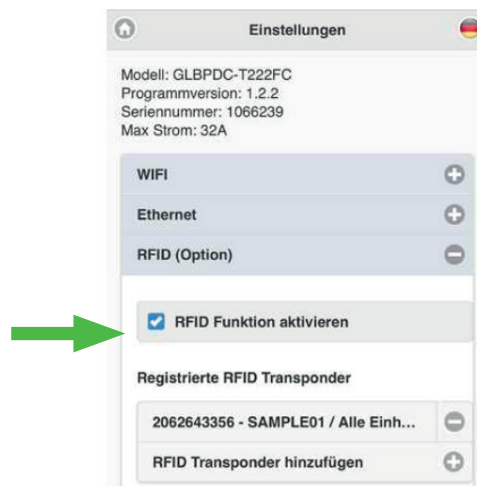 Einstellungen
Modell: GLBPDC-T222FC
Programmversion: 1.2.2
Seriennummer: 1066239
Max Strom: 32A
WIFI
Ethernet
RFID (Option)
RFID Funktion aktivieren
Registrierte RFID Transponder
2062643356 - SAMPLE01 / Alle Einh...
RFID Transponder hinzufügen